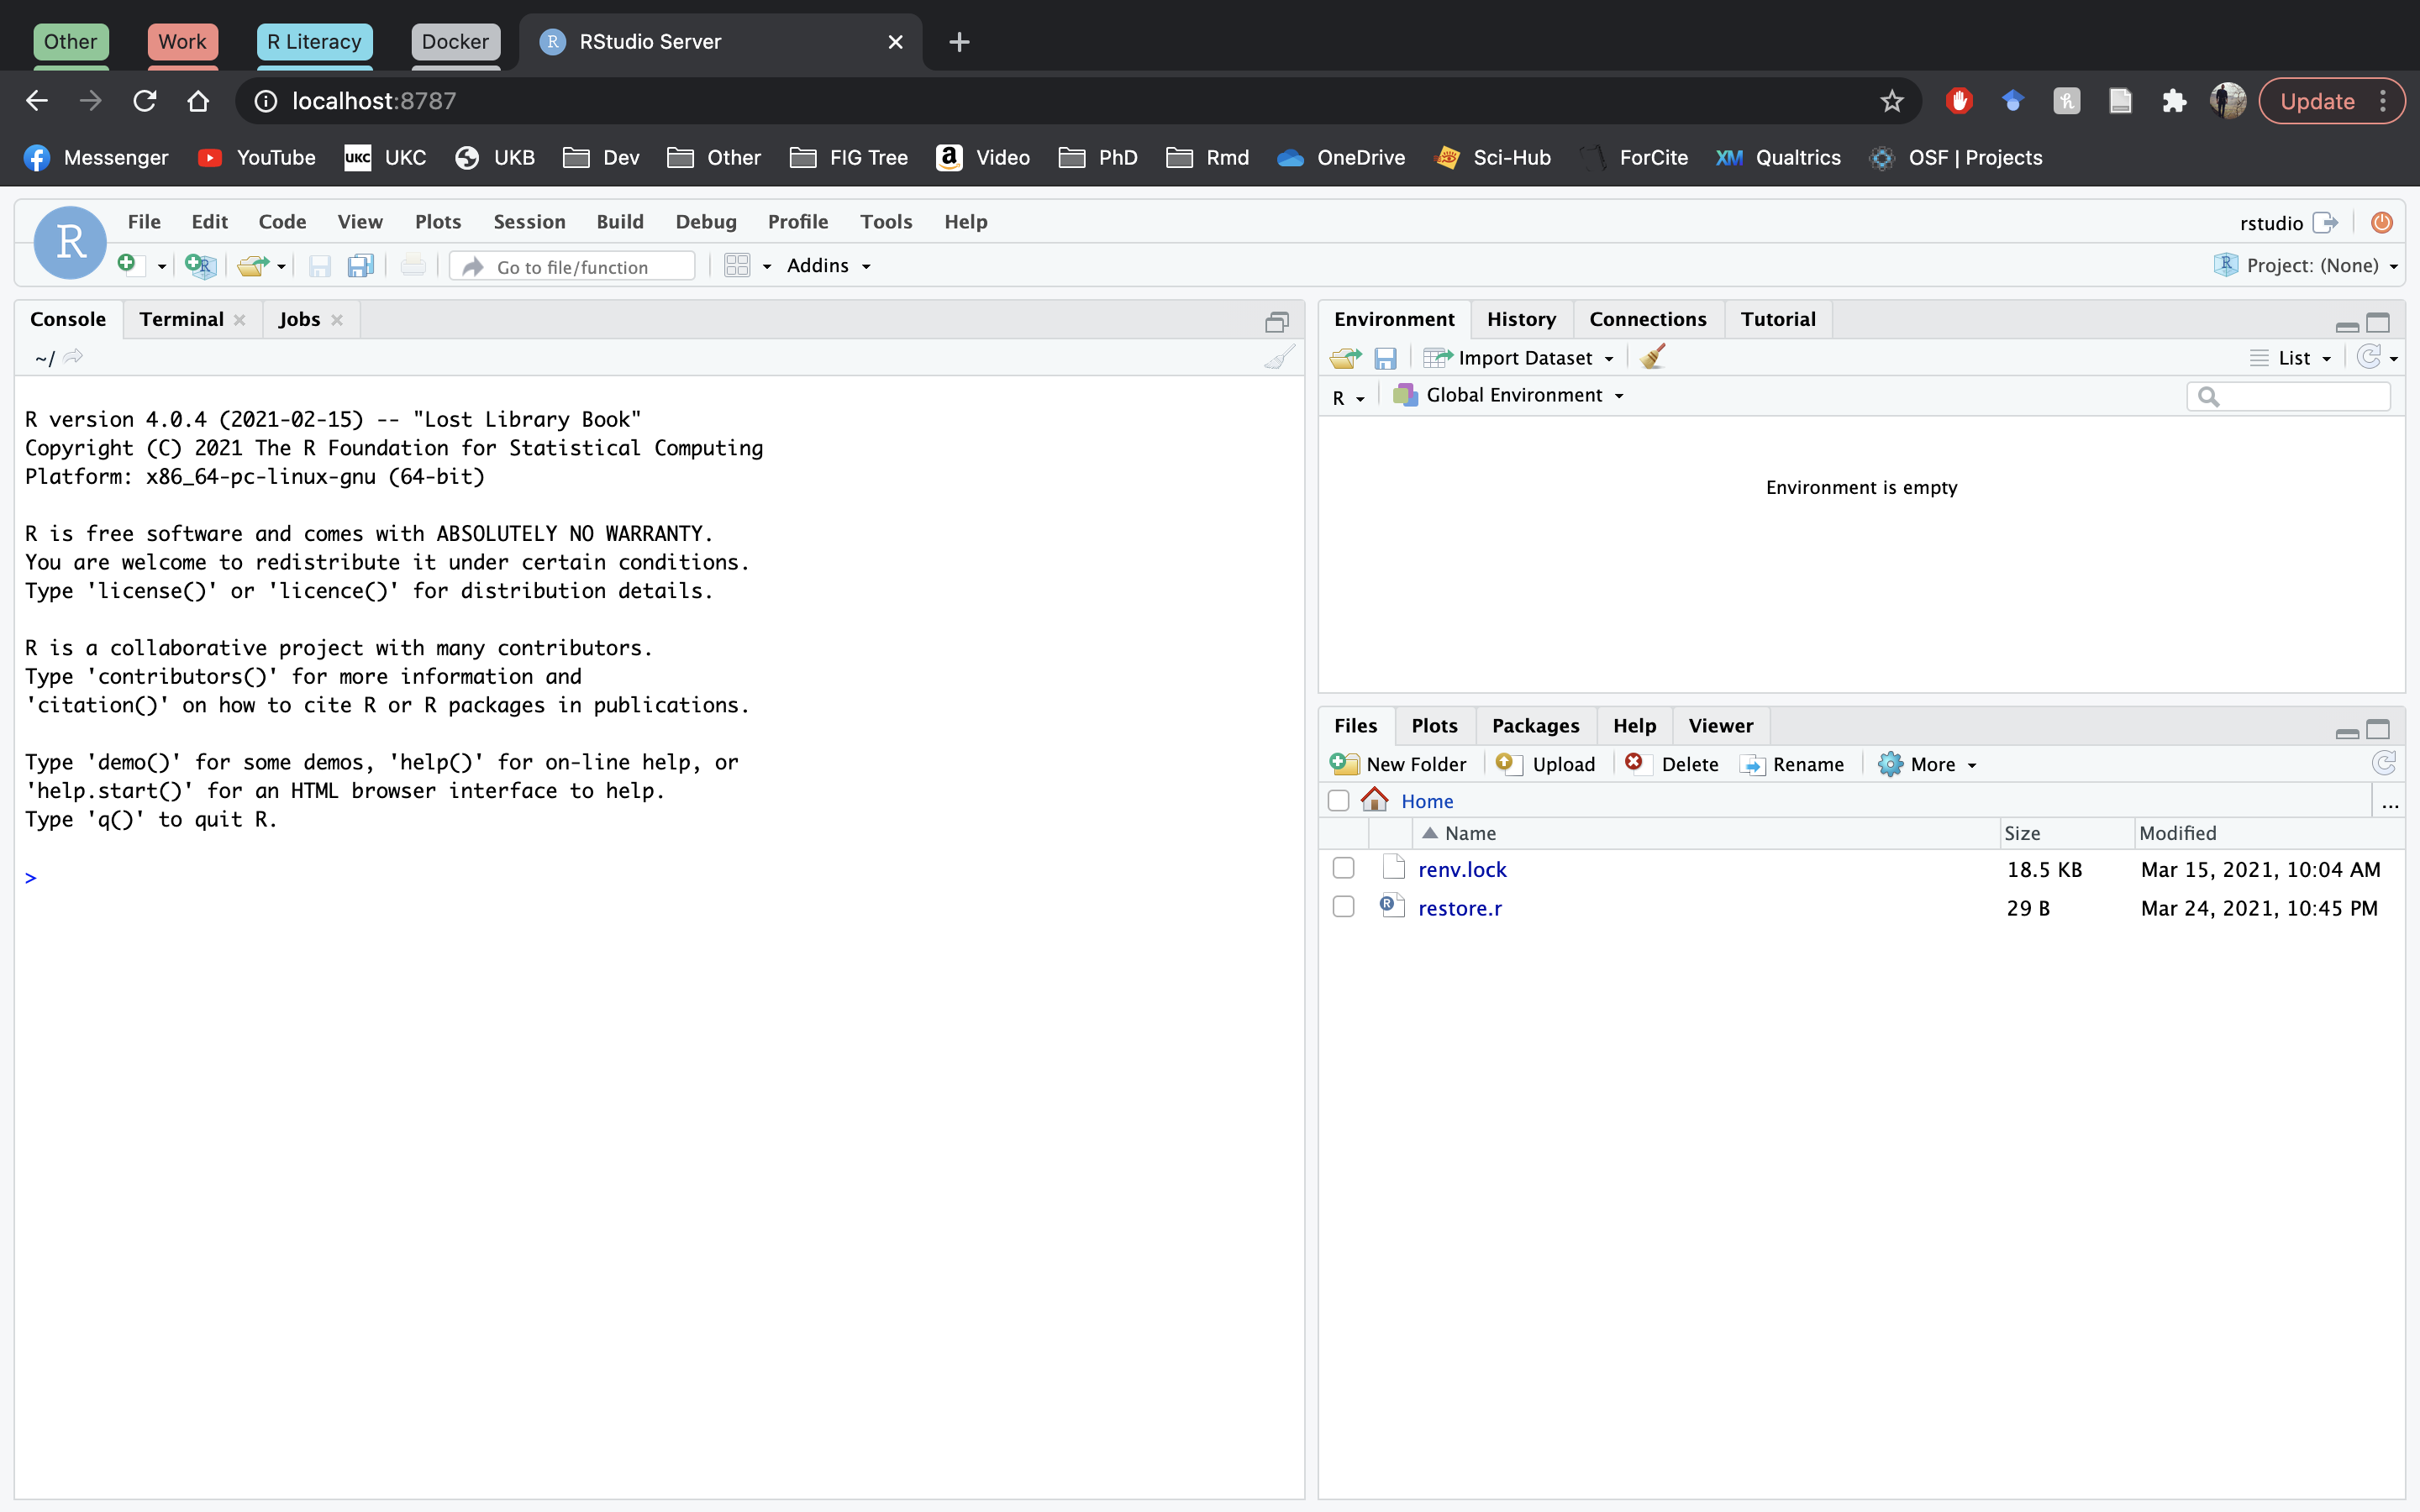 Other
Work
R Literacy
Docker
R RStudio Server
localhost:8787
Update
Messenger YouTube UKC UKC UKB Dev Other FIG Tree a Video PhD Rmd OneDrive Sci-Hub ForCite XM Qualtrics OSF | Projects
R
File Edit Code View Plots Session Build Debug Profile Tools Help
rstudio
Go to file/function
Addins
Project: (None)
Console Terminal Jobs
~/
R version 4.0.4 (2021-02-15) -- "Lost Library Book"
Copyright (C) 2021 The R Foundation for Statistical Computing
Platform: x86_64-pc-linux-gnu (64-bit)
R is free software and comes with ABSOLUTELY NO WARRANTY.
You are welcome to redistribute it under certain conditions.
Type 'license()' or 'licence()' for distribution details.
R is a collaborative project with many contributors.
Type 'contributors()' for more information and
'citation()' on how to cite R or R packages in publications.
Type 'demo()' for some demos, 'help()' for on-line help, or
'help.start()' for an HTML browser interface to help.
Type 'q()' to quit R.
>
Environment History Connections Tutorial
Import Dataset
List
R
Global Environment
Environment is empty
Files Plots Packages Help Viewer
New Folder Upload Delete Rename More
Home
...
Name Size Modified
renv.lock 18.5 KB Mar 15, 2021, 10:04 AM
restore.r 29 B Mar 24, 2021, 10:45 PM